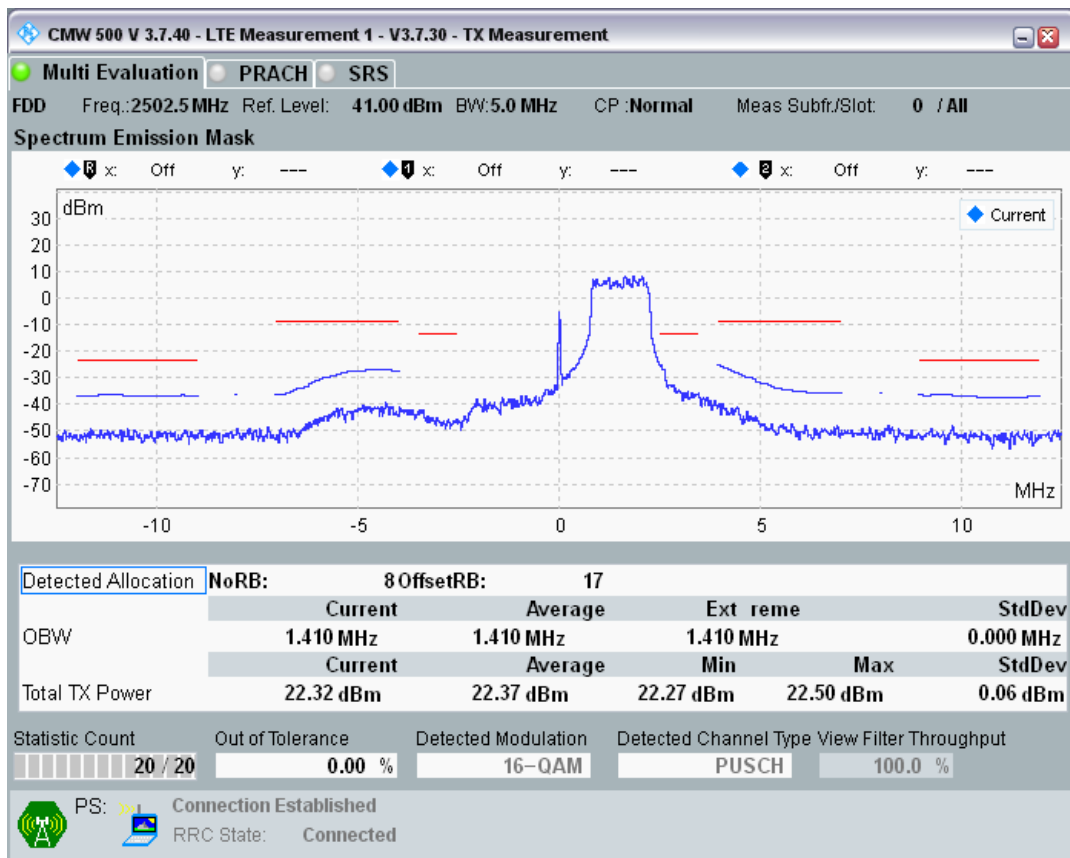 CMW 500 V 3.7.40 - LTE Measurement 1 - V3.7.30 - TX Measurement
Multi Evaluation PRACH SRS
FDD Freq.:2502.5 MHz Ref. Level: 41.00 dBm BW:5.0 MHz CP :Normal Meas Subfr./Slot: 0 / All
Spectrum Emission Mask
R x: Off y: --- 1 x: Off y: --- 2 x: Off y: ---
dBm
Current
30
20
10
0
-10
-20
-30
-40
-50
-60
-70
MHz
-10 -5 0 5 10
Detected Allocation NoRB: 8 OffsetRB: 17
Current Average Ext reme StdDev
OBW 1.410 MHz 1.410 MHz 1.410 MHz 0.000 MHz
Current Average Min Max StdDev
Total TX Power 22.32 dBm 22.37 dBm 22.27 dBm 22.50 dBm 0.06 dBm
Statistic Count Out of Tolerance Detected Modulation Detected Channel Type View Filter Throughput
20 / 20 0.00 % 16-QAM PUSCH 100.0 %
PS: Connection Established
RRC State: Connected